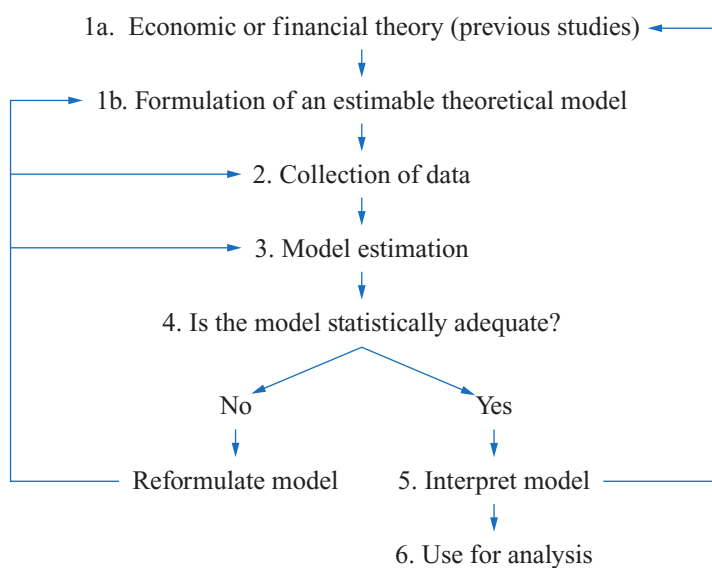 1a. Economic or financial theory (previous studies)
1b. Formulation of an estimable theoretical model
2. Collection of data
3. Model estimation
4. Is the model statistically adequate?
No
Yes
Reformulate model
5. Interpret model
6. Use for analysis